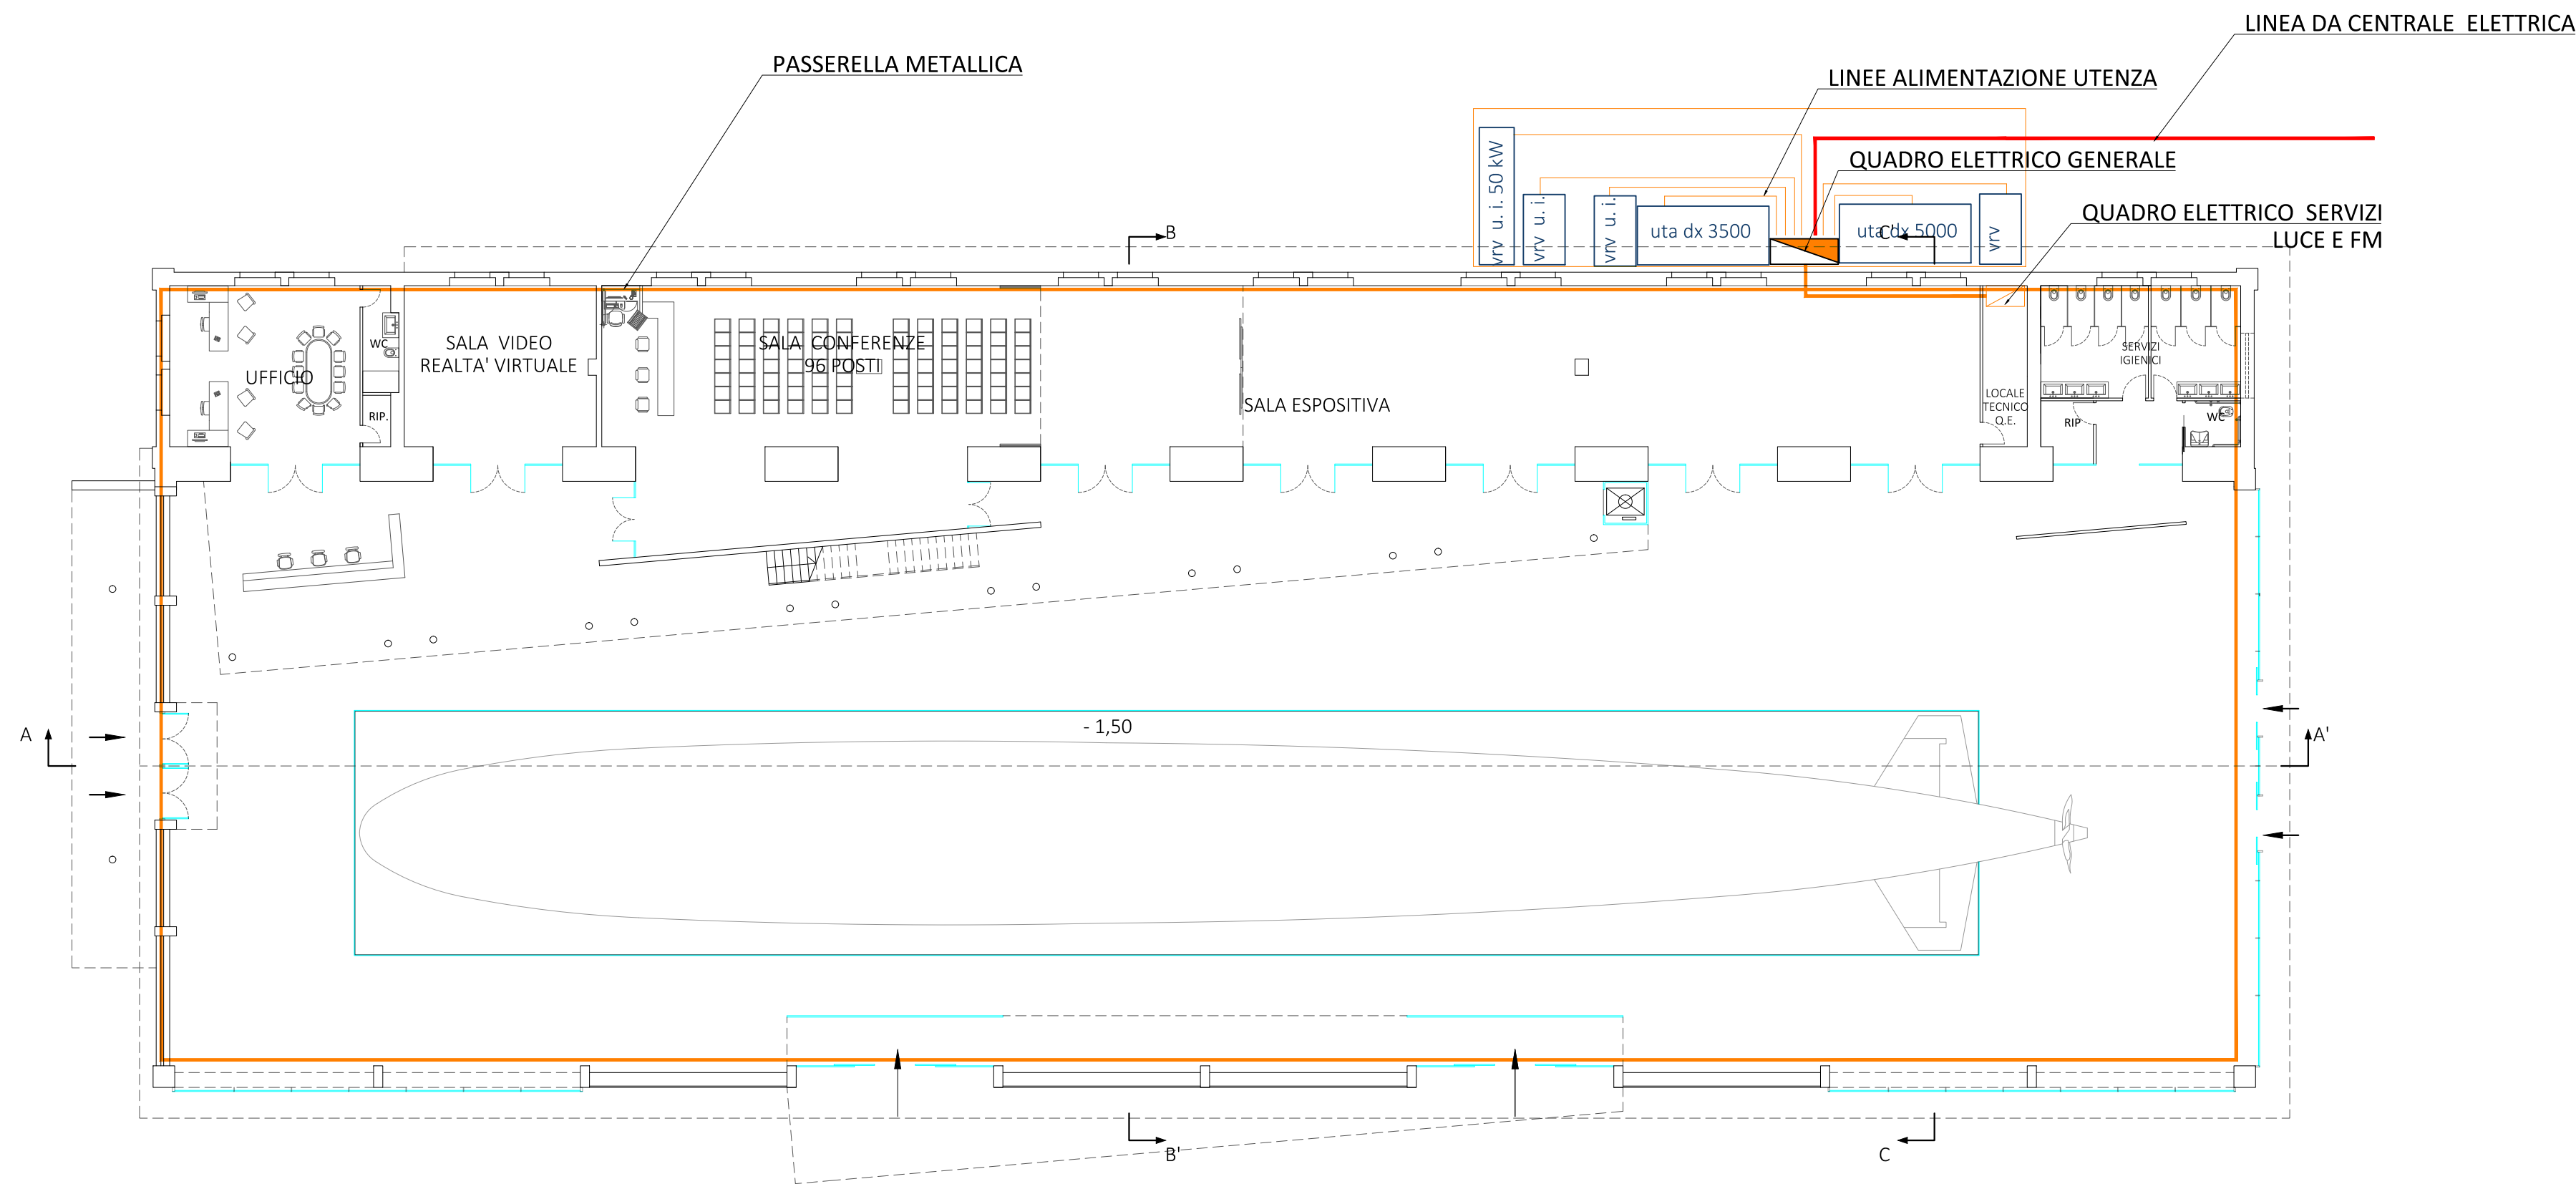 LINEA DA CENTRALE ELETTRICA
PASSERELLA METALLICA
LINEE ALIMENTAZIONE UTENZA
QUADRO ELETTRICO GENERALE
QUADRO ELETTRICO SERVIZI
LUCE E FM
vrv u. i. 50 kW
vrv u. i.
vrv u. i.
uta dx 3500
uta dx 5000
vrv
B
C'
UFFICIO
WC
RIP.
SALA VIDEO
REALTA' VIRTUALE
SALA CONFERENZE
96 POSTI
SALA ESPOSITIVA
LOCALE
TECNICO
Q.E.
SERVIZI
IGIENICI
RIP
WC
- 1,50
A
A'
B'
C